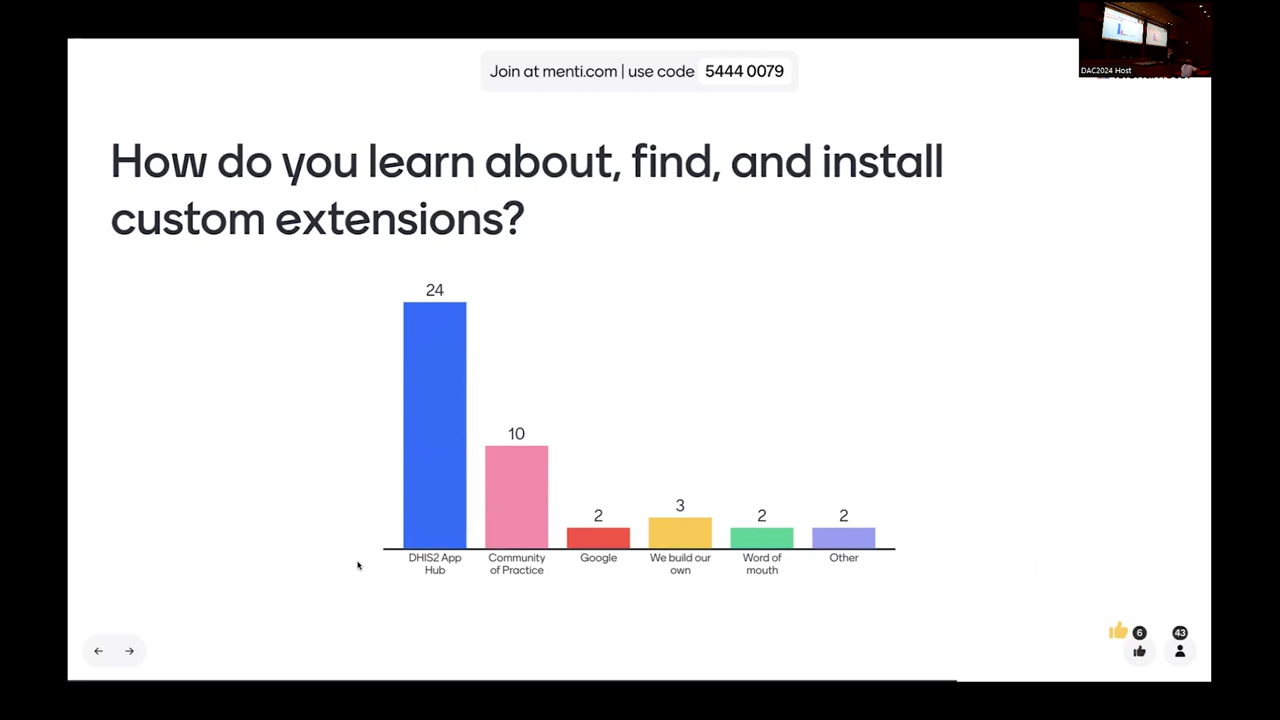 Join at menti.com | use code 5444 0079
DAC2024 Host
How do you learn about, find, and install
custom extensions?
24
10
2
3
2
2
DHIS2 App
Hub
Community
of Practice
Google
We build our
own
Word of
mouth
Other
6
43